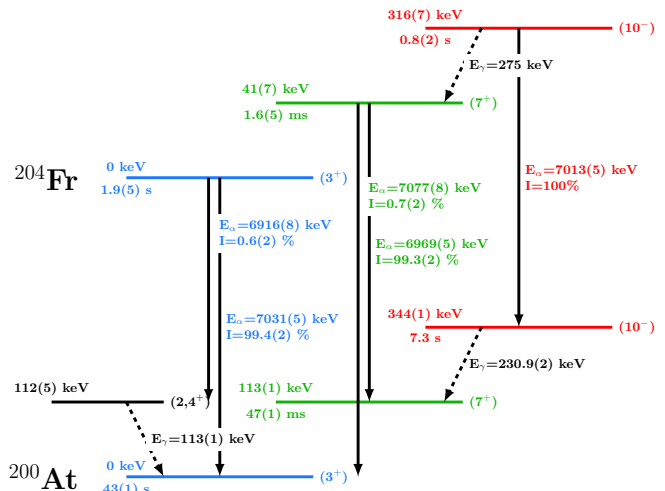 316(7) keV
(10⁻)
0.8(2) s
Eγ=275 keV
41(7) keV
(7⁺)
1.6(5) ms
²⁰⁴Fr
0 keV
(3⁺)
1.9(5) s
Eα=7013(5) keV
I=100%
Eα=7077(8) keV
I=0.7(2) %
Eα=6916(8) keV
I=0.6(2) %
Eα=6969(5) keV
I=99.3(2) %
344(1) keV
(10⁻)
7.3 s
Eα=7031(5) keV
I=99.4(2) %
Eγ=230.9(2) keV
112(5) keV
(2,4⁺)
113(1) keV
(7⁺)
47(1) ms
Eγ=113(1) keV
²⁰⁰At
0 keV
(3⁺)
43(1) s